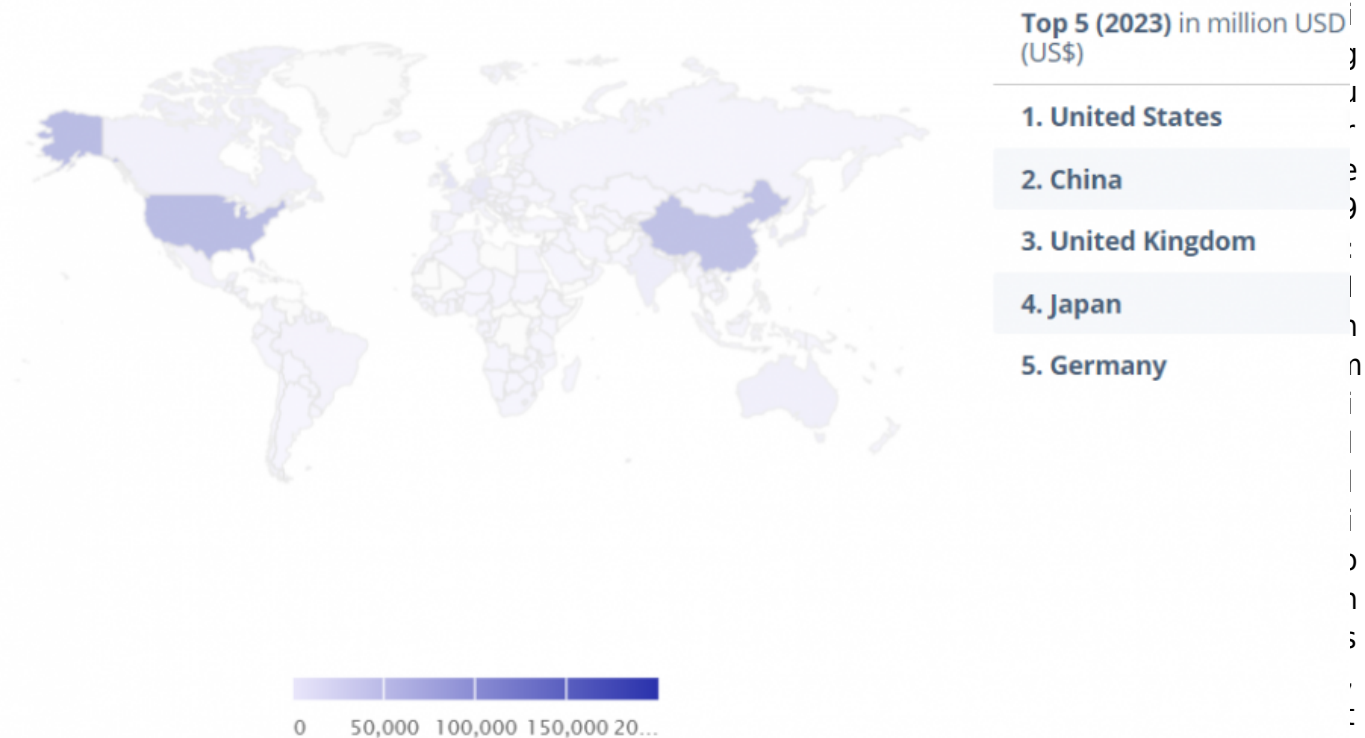 Top 5 (2023) in million USD
(US$)
1. United States
2. China
3. United Kingdom
4. Japan
5. Germany
0 50,000 100,000 150,000 20...